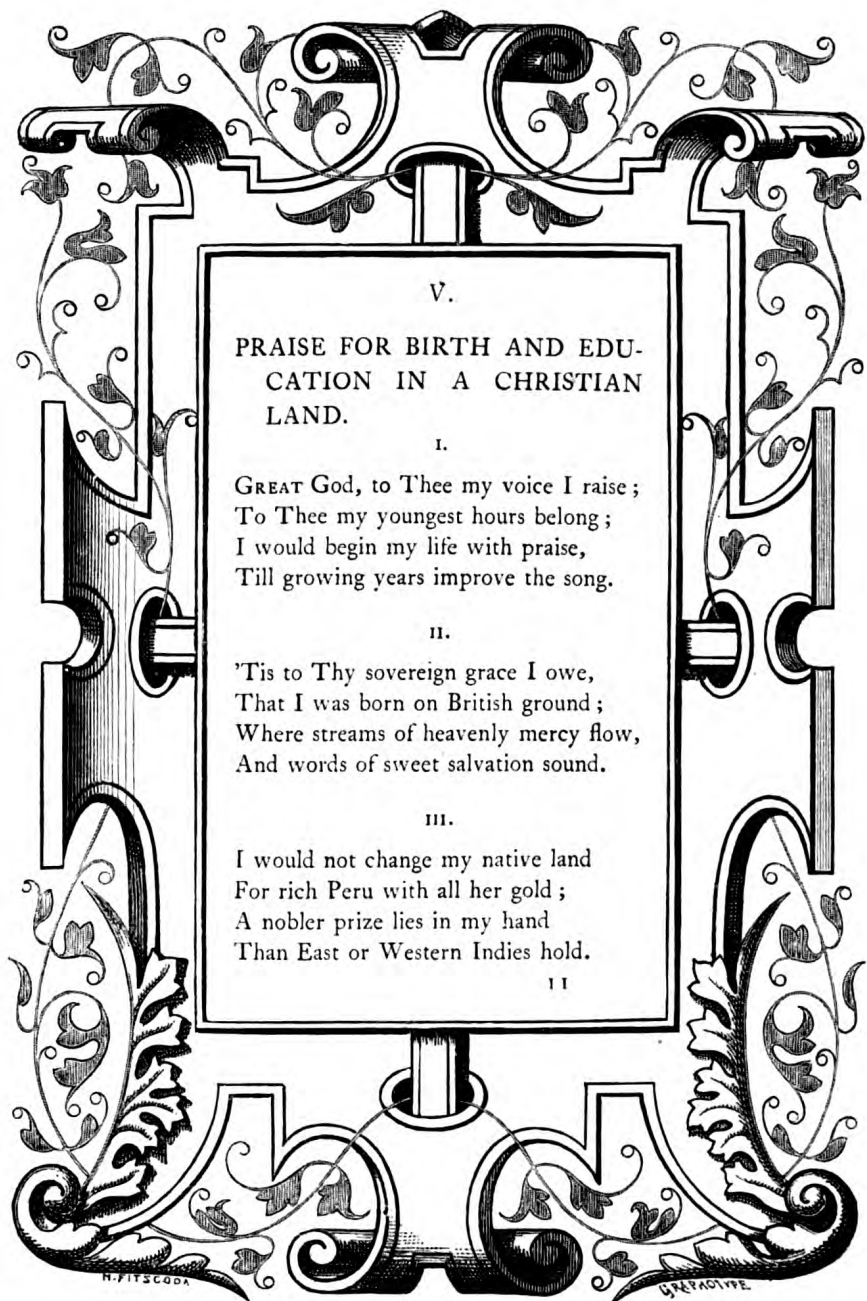 V.
PRAISE FOR BIRTH AND EDU-
CATION IN A CHRISTIAN
LAND.
I.
GREAT God, to Thee my voice I raise;
To Thee my youngest hours belong;
I would begin my life with praise,
Till growing years improve the song.
II.
'Tis to Thy sovereign grace I owe,
That I was born on British ground;
Where streams of heavenly mercy flow,
And words of sweet salvation sound.
III.
I would not change my native land
For rich Peru with all her gold;
A nobler prize lies in my hand
Than East or Western Indies hold.
11
H. FITSCOOK
GRAPHOTYPE